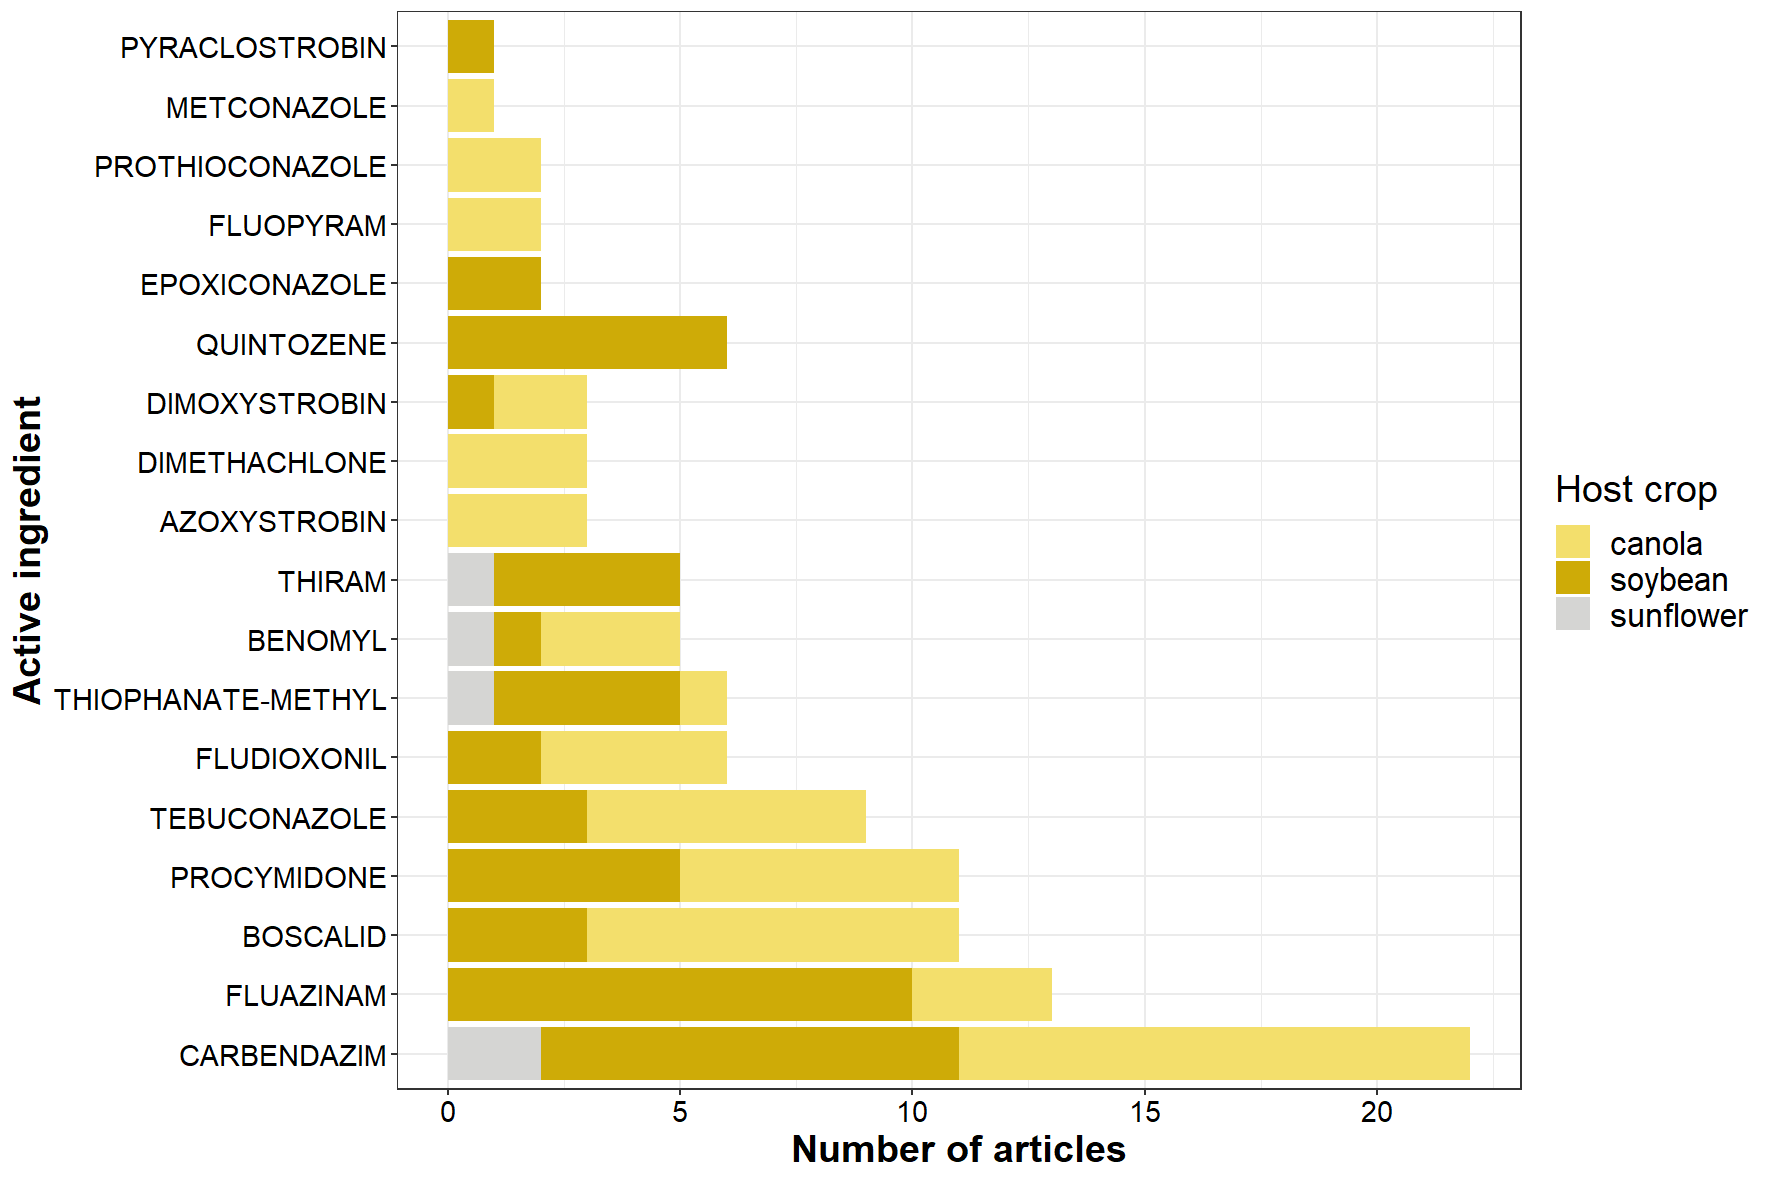 Active ingredient
PYRACLOSTROBIN
METCONAZOLE
PROTHIOCONAZOLE
FLUOPYRAM
EPOXICONAZOLE
QUINTOZENE
DIMOXYSTROBIN
DIMETHACHLONE
AZOXYSTROBIN
THIRAM
BENOMYL
THIOPHANATE-METHYL
FLUDIOXONIL
TEBUCONAZOLE
PROCYMIDONE
BOSCALID
FLUAZINAM
CARBENDAZIM
0 5 10 15 20
Number of articles
Host crop
canola
soybean
sunflower